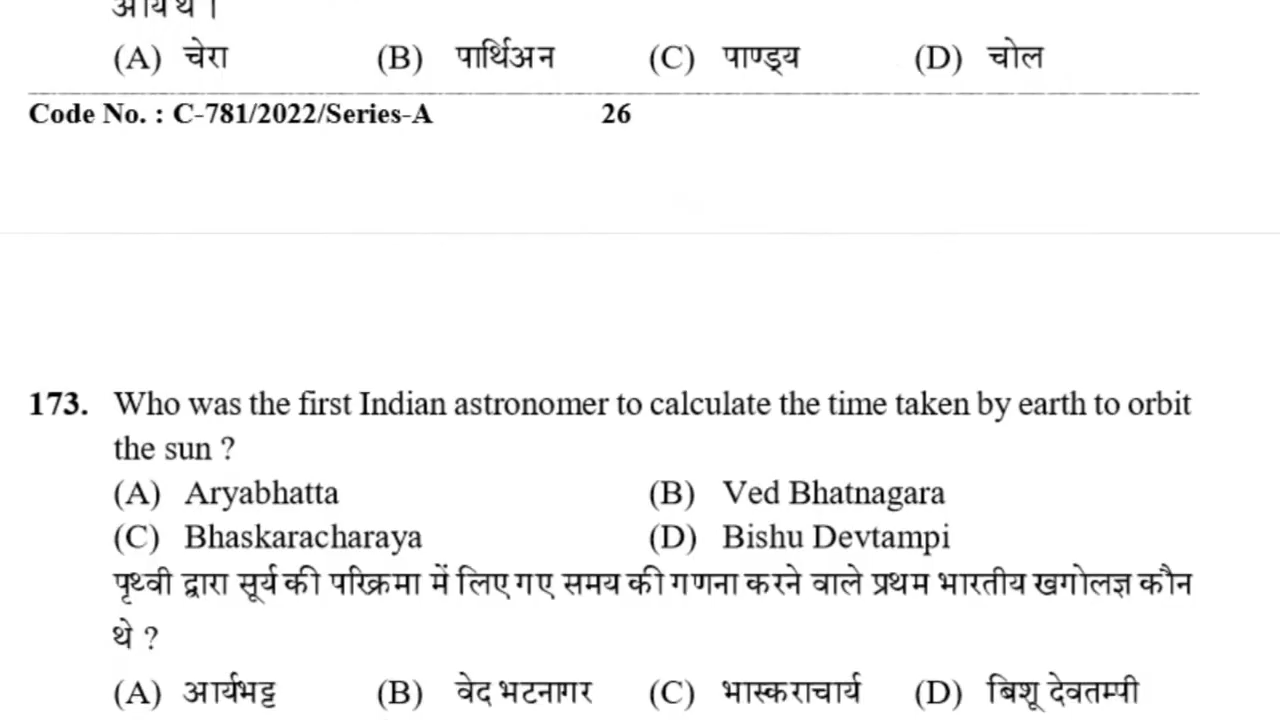 आर्य थे ।
(A) चेरा (B) पार्थिअन (C) पाण्ड्य (D) चोल
Code No. : C-781/2022/Series-A 26
173. Who was the first Indian astronomer to calculate the time taken by earth to orbit
the sun ?
(A) Aryabhatta (B) Ved Bhatnagara
(C) Bhaskaracharaya (D) Bishu Devtampi
पृथ्वी द्वारा सूर्य की परिक्रमा में लिए गए समय की गणना करने वाले प्रथम भारतीय खगोलज्ञ कौन
थे ?
(A) आर्यभट्ट (B) वेद भटनागर (C) भास्कराचार्य (D) बिशू देवतम्पी